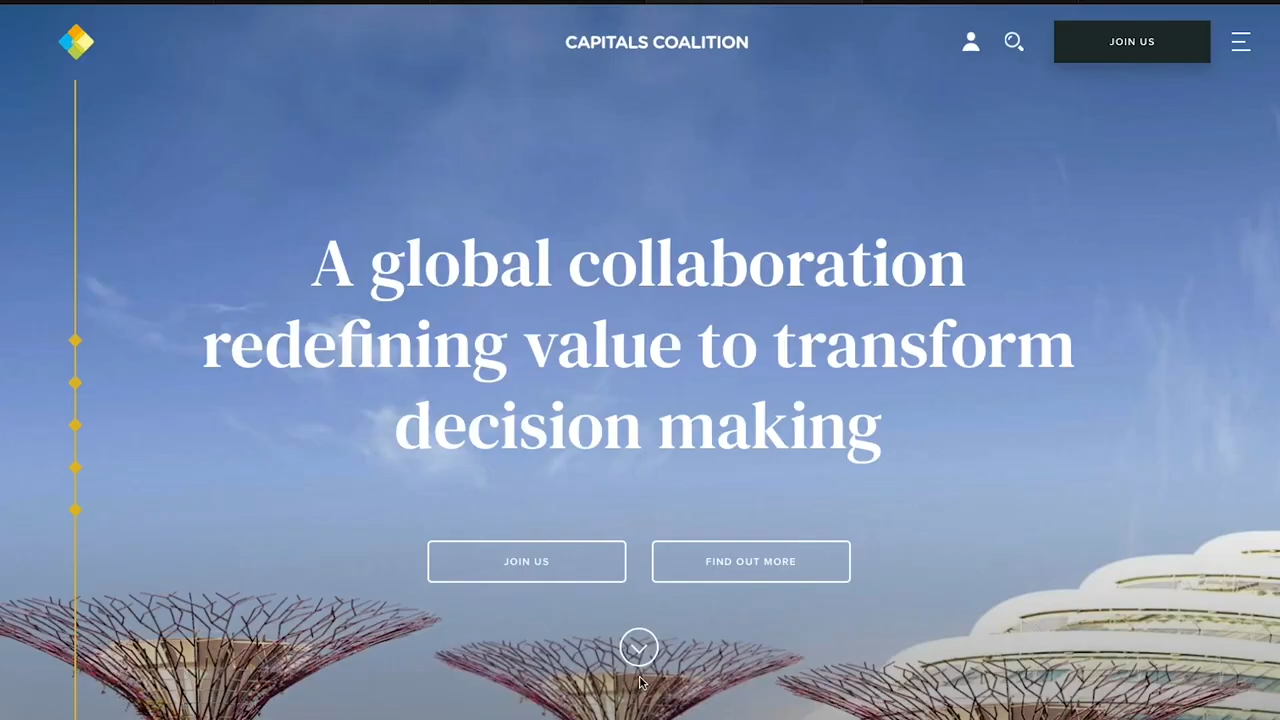 CAPITALS COALITION
JOIN US
A global collaboration
redefining value to transform
decision making
JOIN US
FIND OUT MORE